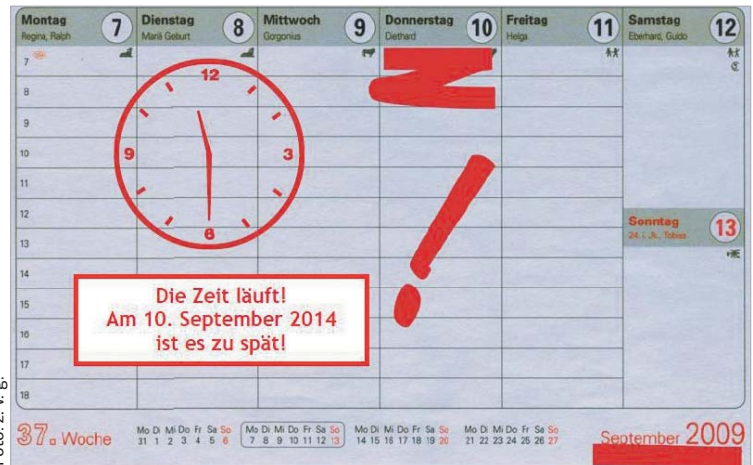 Montag 7 Dienstag 8 Mittwoch 9 Donnerstag 10 Freitag 11 Samstag 12
Regina, Ralph Mariä Geburt Gorgonius Diethard Helga Eberhard, Guido
7
8
9
10
11
12
13
14
15
16
17
18
12
3
6
9
Sonntag 13
24. i. Jk., Tobias
Die Zeit läuft!
Am 10. September 2014
ist es zu spät!
37. Woche
Mo Di Mi Do Fr Sa So Mo Di Mi Do Fr Sa So Mo Di Mi Do Fr Sa So Mo Di Mi Do Fr Sa So
31 1 2 3 4 5 6 7 8 9 10 11 12 13 14 15 16 17 18 19 20 21 22 23 24 25 26 27
September 2009